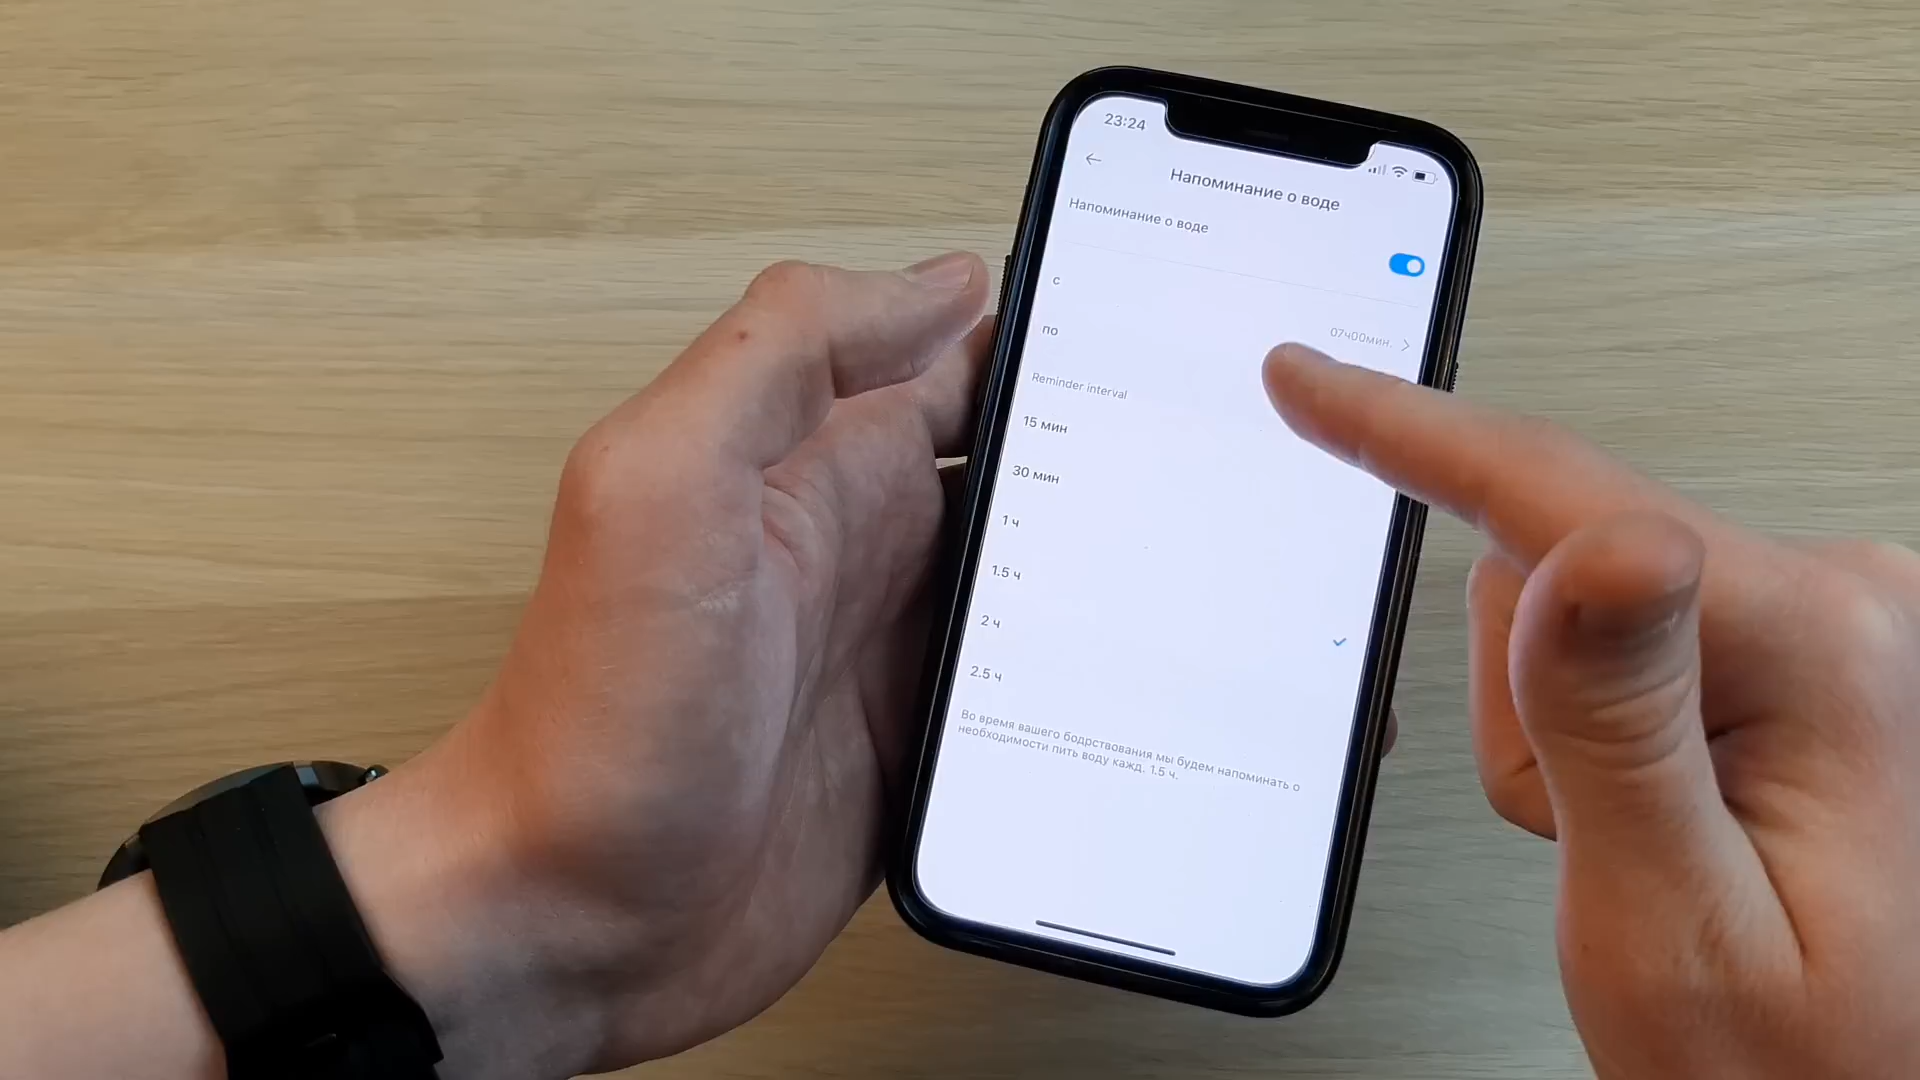 23:24
Напоминание о воде
Напоминание о воде
с
07ч00мин.
по
Reminder interval
15 мин
30 мин
1 ч
1.5 ч
2 ч
2.5 ч
Во время вашего бодрствования мы будем напоминать о
необходимости пить воду кажд. 1.5 ч.